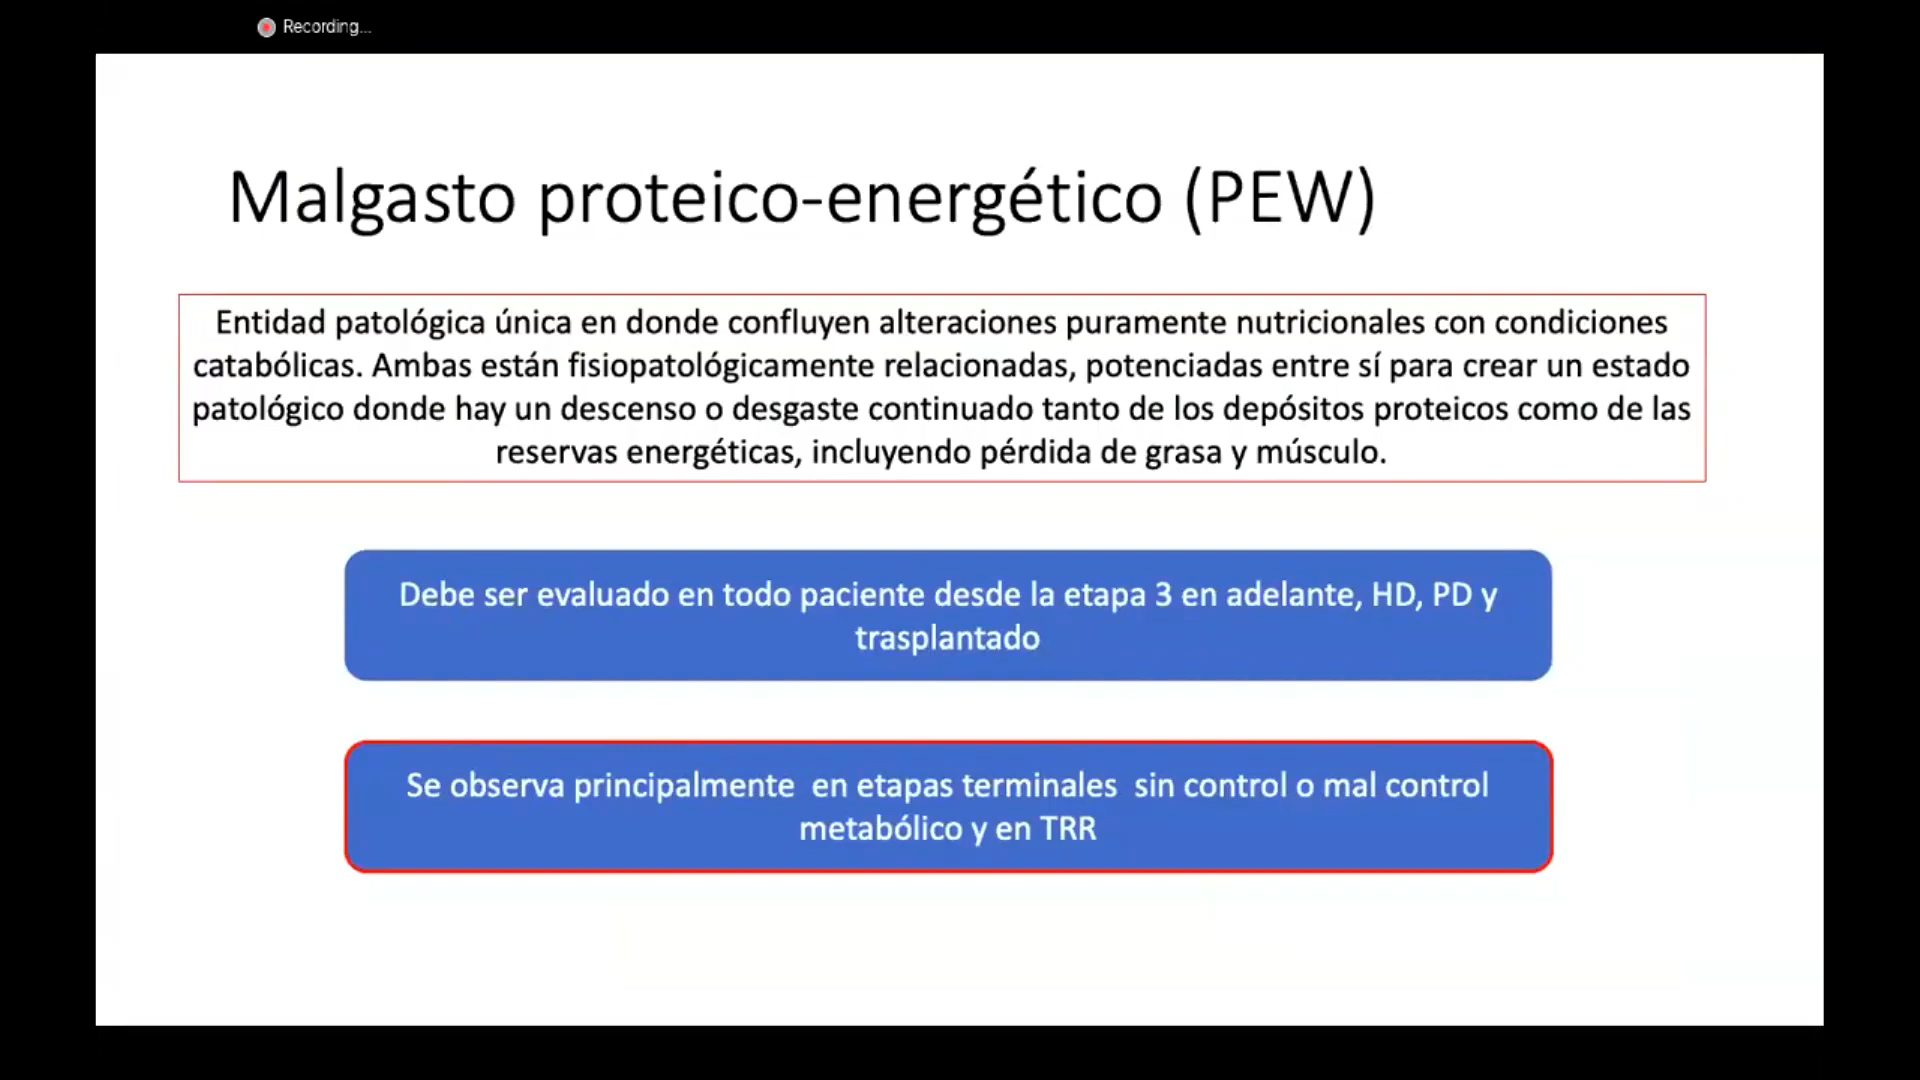 Recording...
Malgasto proteico-energético (PEW)
Entidad patológica única en donde confluyen alteraciones puramente nutricionales con condiciones
catabólicas. Ambas están fisiopatológicamente relacionadas, potenciadas entre sí para crear un estado
patológico donde hay un descenso o desgaste continuado tanto de los depósitos proteicos como de las
reservas energéticas, incluyendo pérdida de grasa y músculo.
Debe ser evaluado en todo paciente desde la etapa 3 en adelante, HD, PD y
trasplantado
Se observa principalmente  en etapas terminales  sin control o mal control
metabólico y en TRR